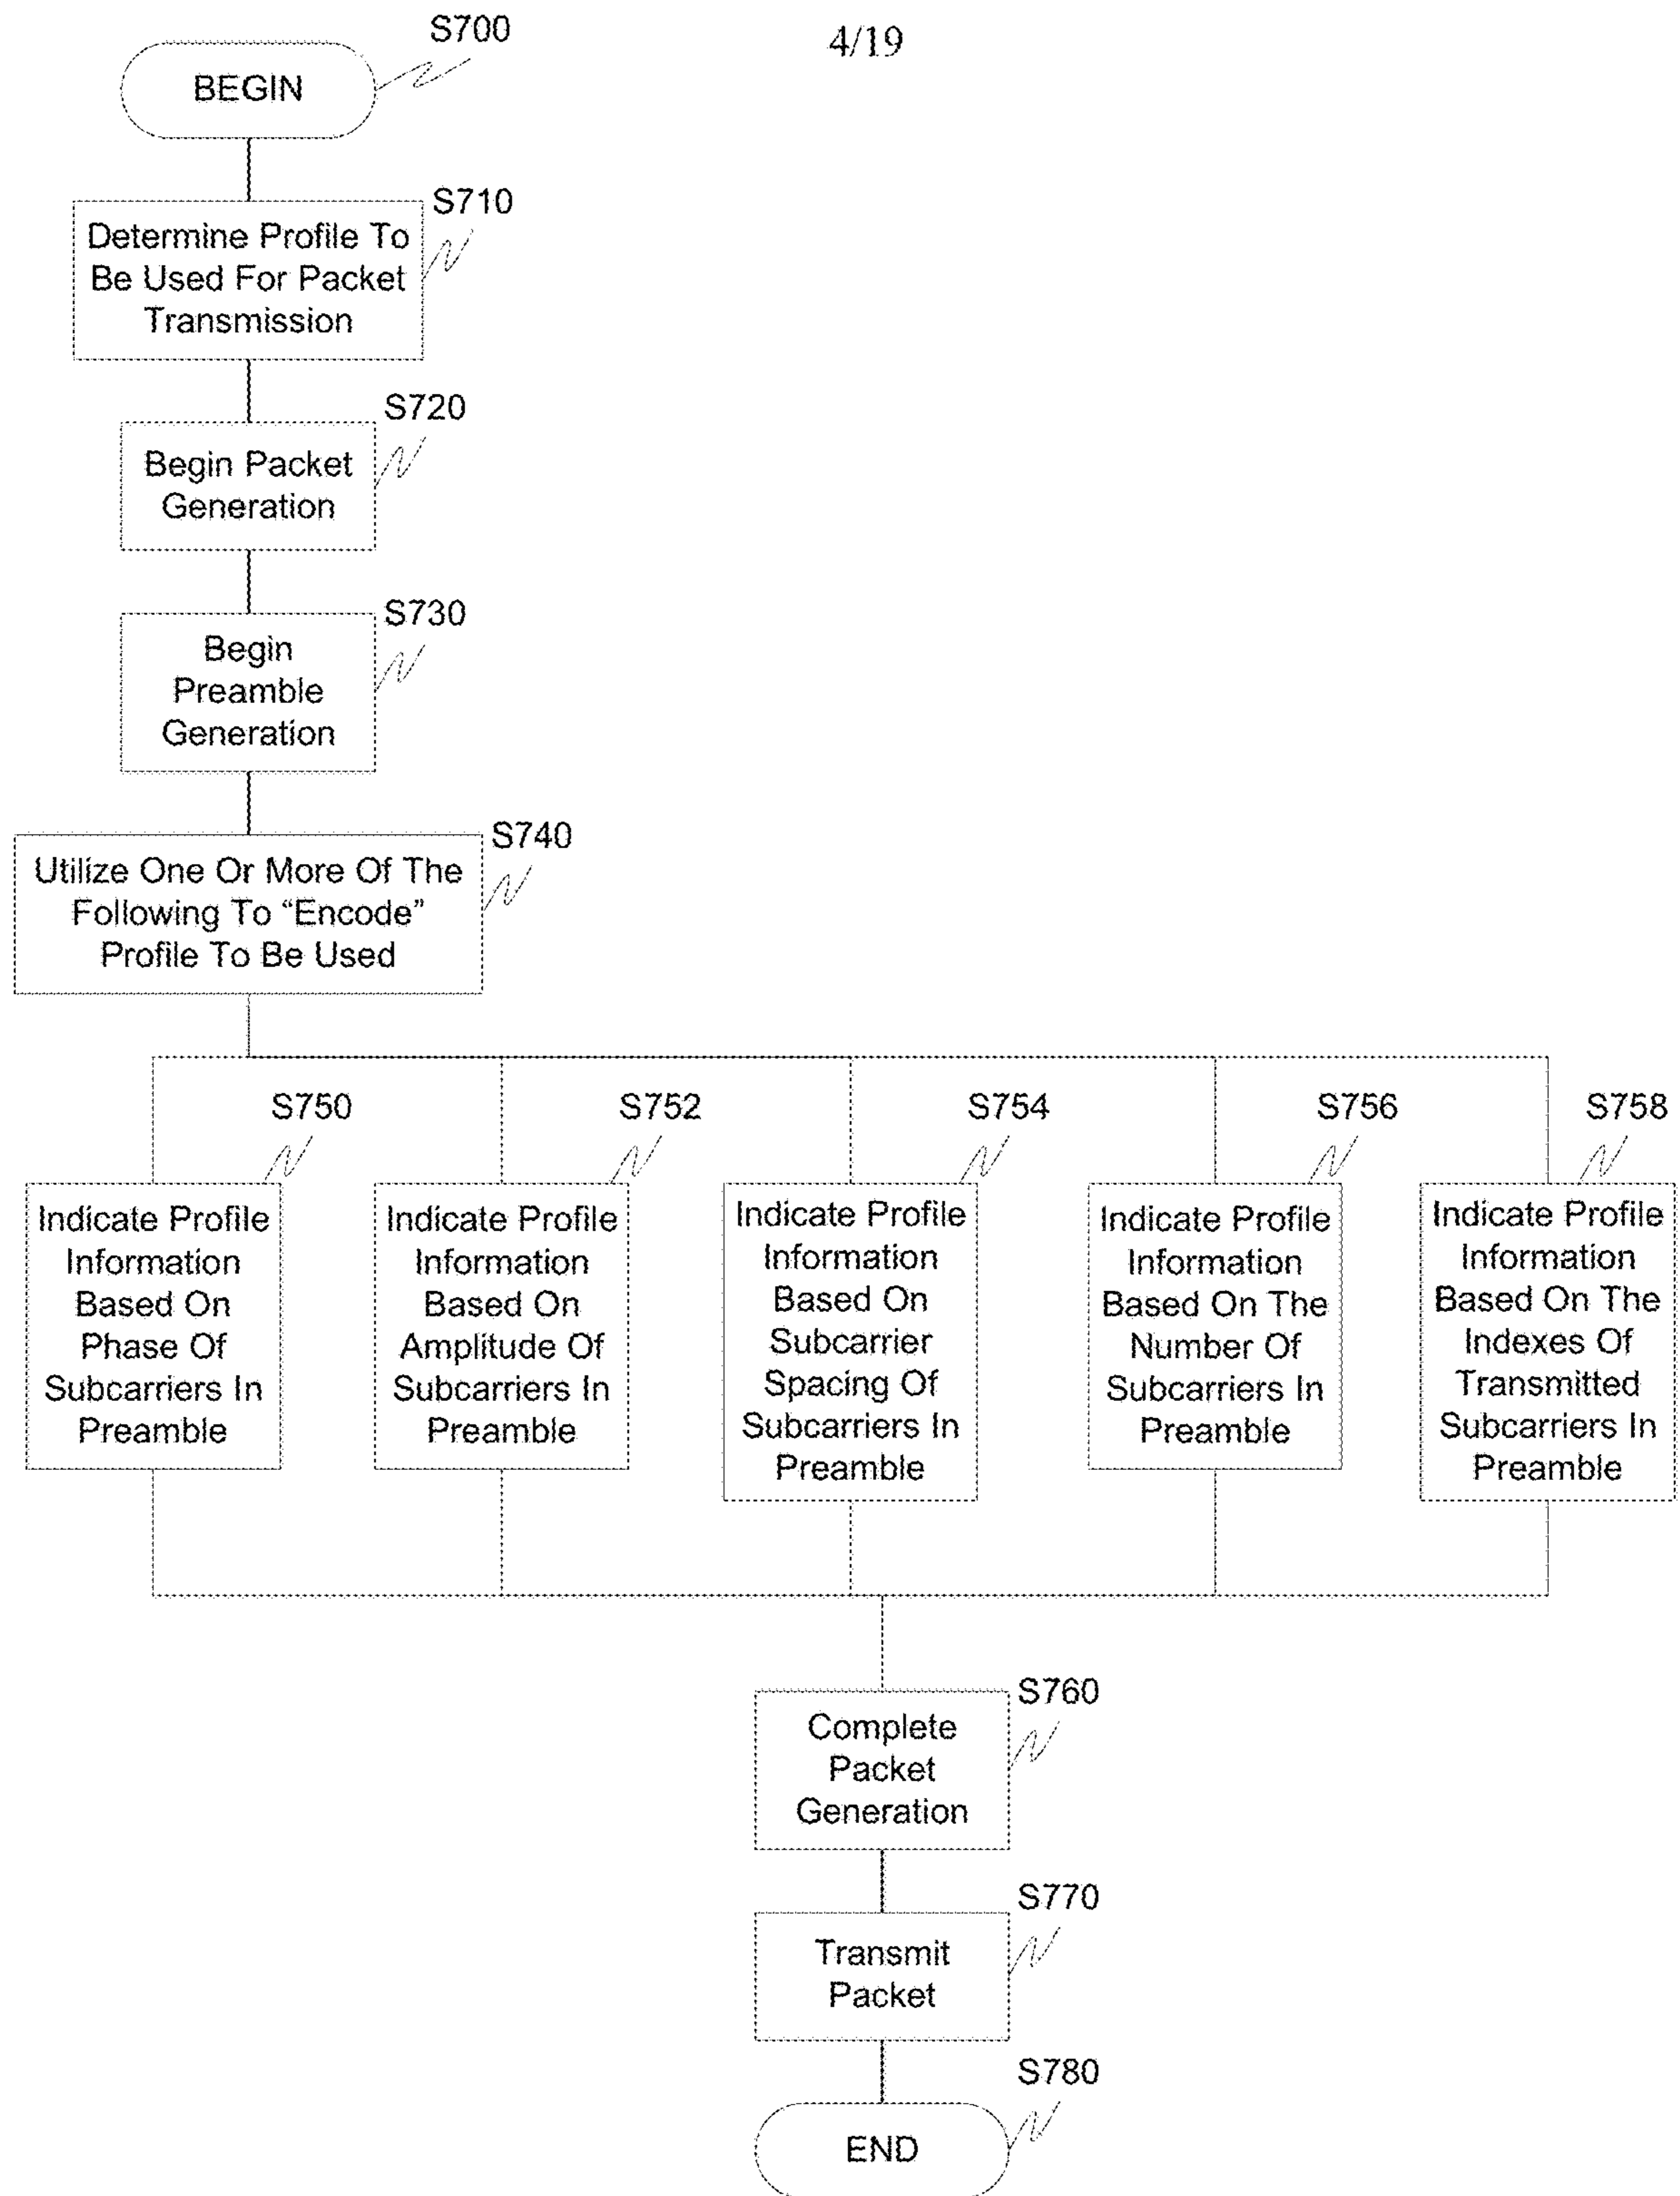 4/19
S700
BEGIN
S710
Determine Profile To
Be Used For Packet
Transmission
S720
Begin Packet
Generation
S730
Begin
Preamble
Generation
S740
Utilize One Or More Of The
Following To “Encode”
Profile To Be Used
S750
Indicate Profile
Information
Based On
Phase Of
Subcarriers In
Preamble
S752
Indicate Profile
Information
Based On
Amplitude Of
Subcarriers In
Preamble
S754
Indicate Profile
Information
Based On
Subcarrier
Spacing Of
Subcarriers In
Preamble
S756
Indicate Profile
Information
Based On The
Number Of
Subcarriers In
Preamble
S758
Indicate Profile
Information
Based On The
Indexes Of
Transmitted
Subcarriers In
Preamble
S760
Complete
Packet
Generation
S770
Transmit
Packet
S780
END